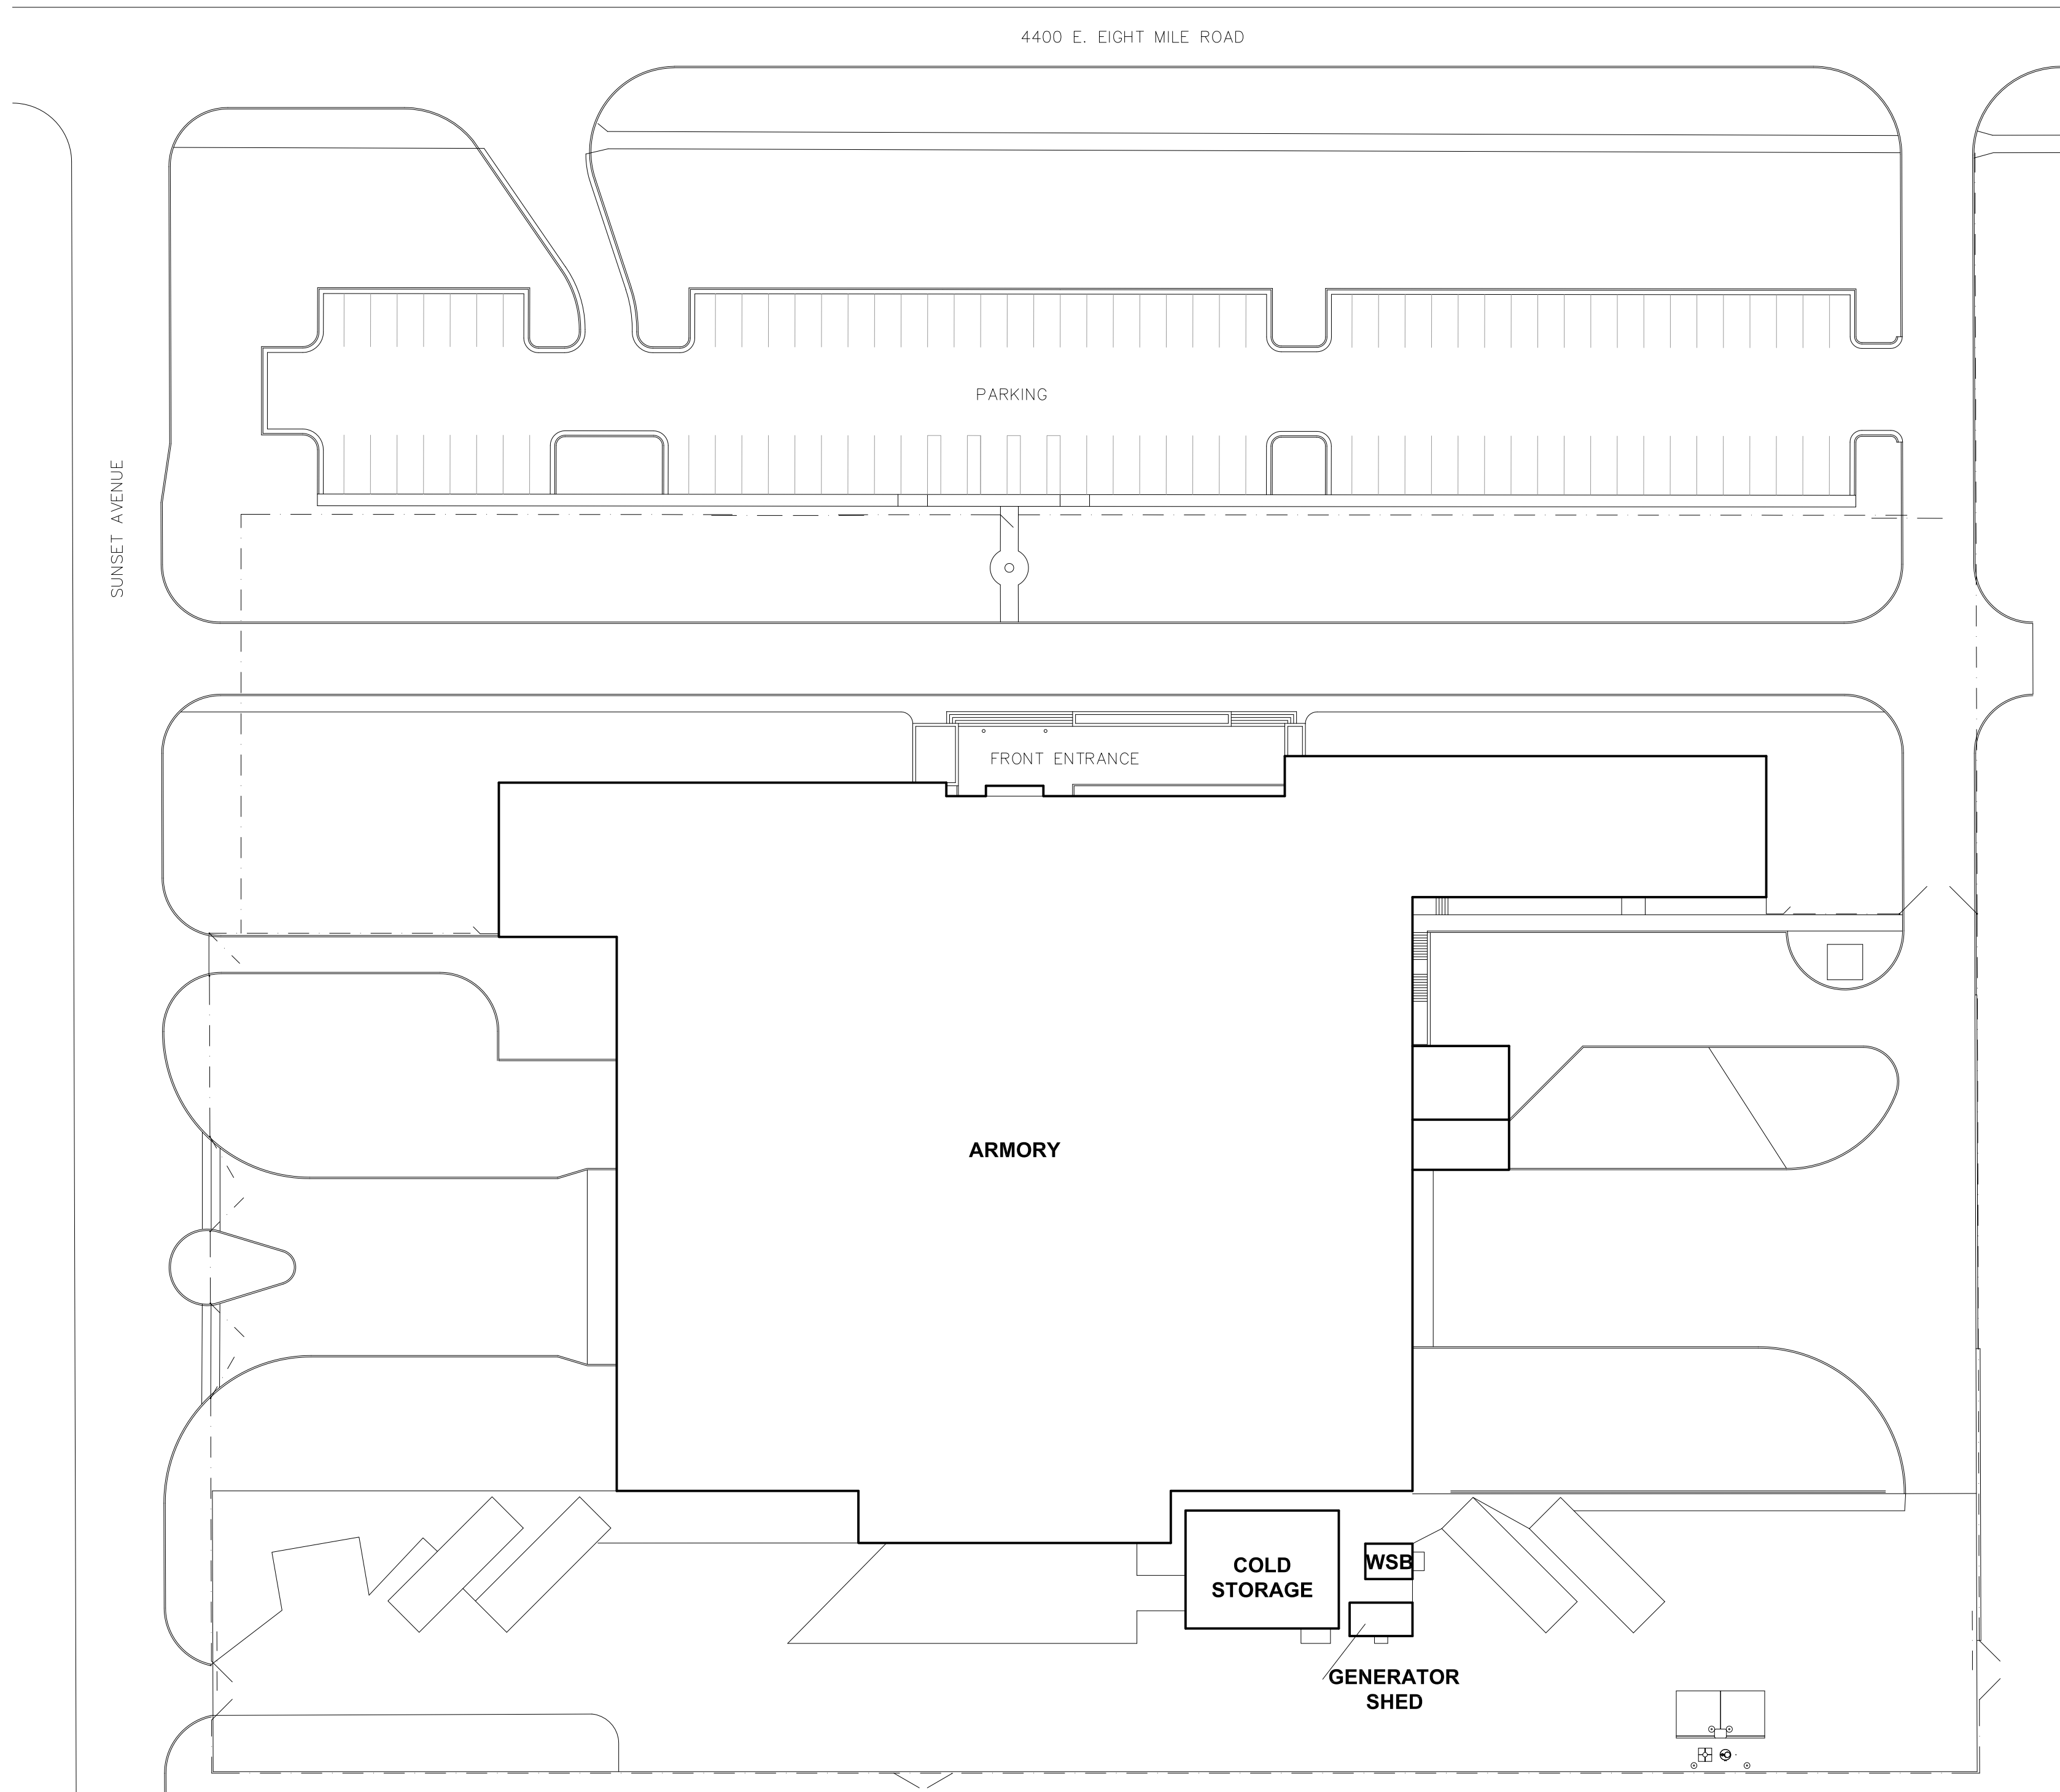 4400 E. EIGHT MILE ROAD
PARKING
SUNSET AVENUE
FRONT ENTRANCE
ARMORY
COLD
STORAGE
WSB
GENERATOR
SHED